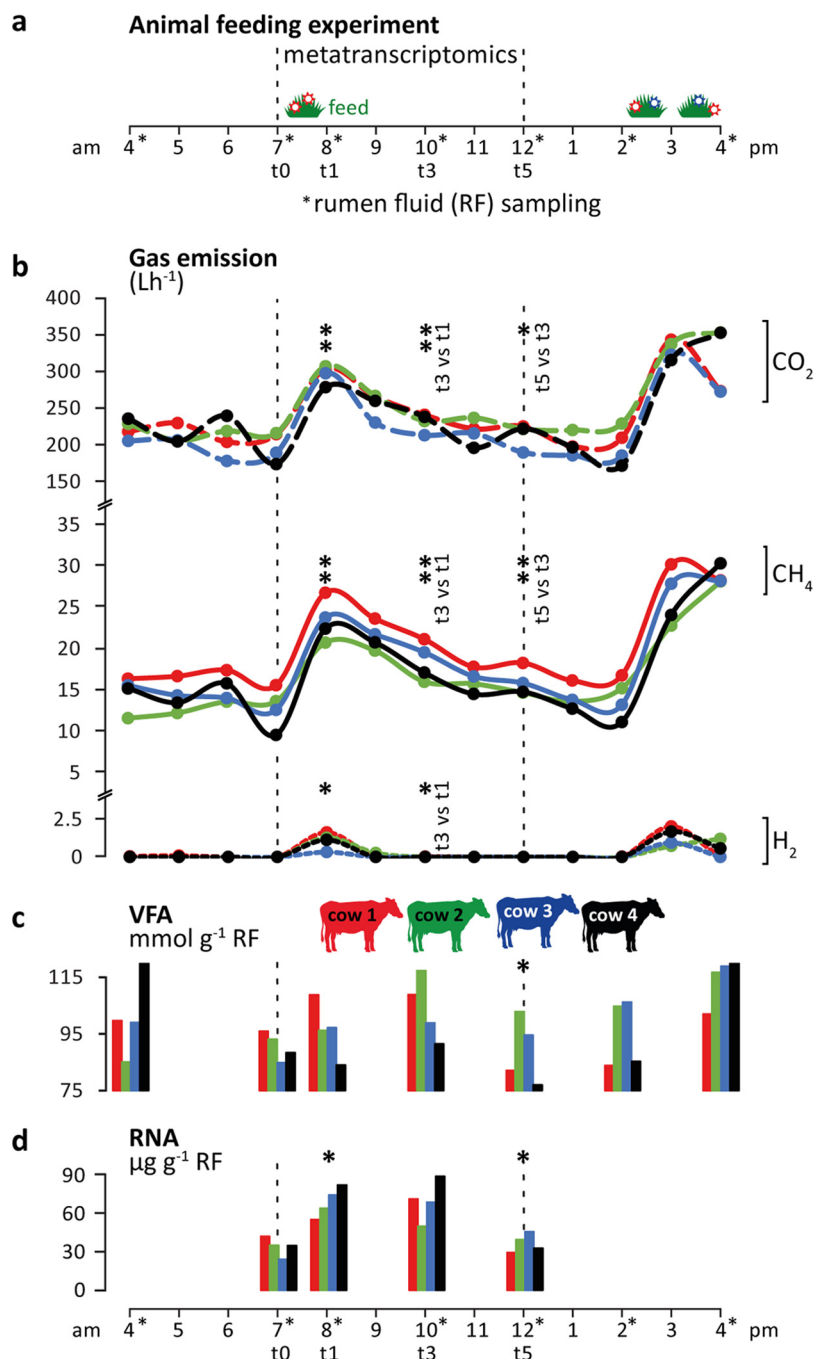 a Animal feeding experiment
metatranscriptomics
feed
am 4* 5 6 7* 8* 9 10* 11 12* 1 2* 3 4* pm
t0 t1 t3 t5
*rumen fluid (RF) sampling
b Gas emission
(Lh⁻¹)
400
350
300
250
200
150
100
35
30
25
20
15
10
5
2.5
0
** ** t3 vs t1 * t5 vs t3
CO₂
** ** t3 vs t1 ** t5 vs t3
CH₄
* * t3 vs t1
H₂
c VFA
mmol g⁻¹ RF
cow 1 cow 2 cow 3 cow 4
*
115
95
75
d RNA
µg g⁻¹ RF
* *
90
60
30
0
am 4* 5 6 7* 8* 9 10* 11 12* 1 2* 3 4* pm
t0 t1 t3 t5